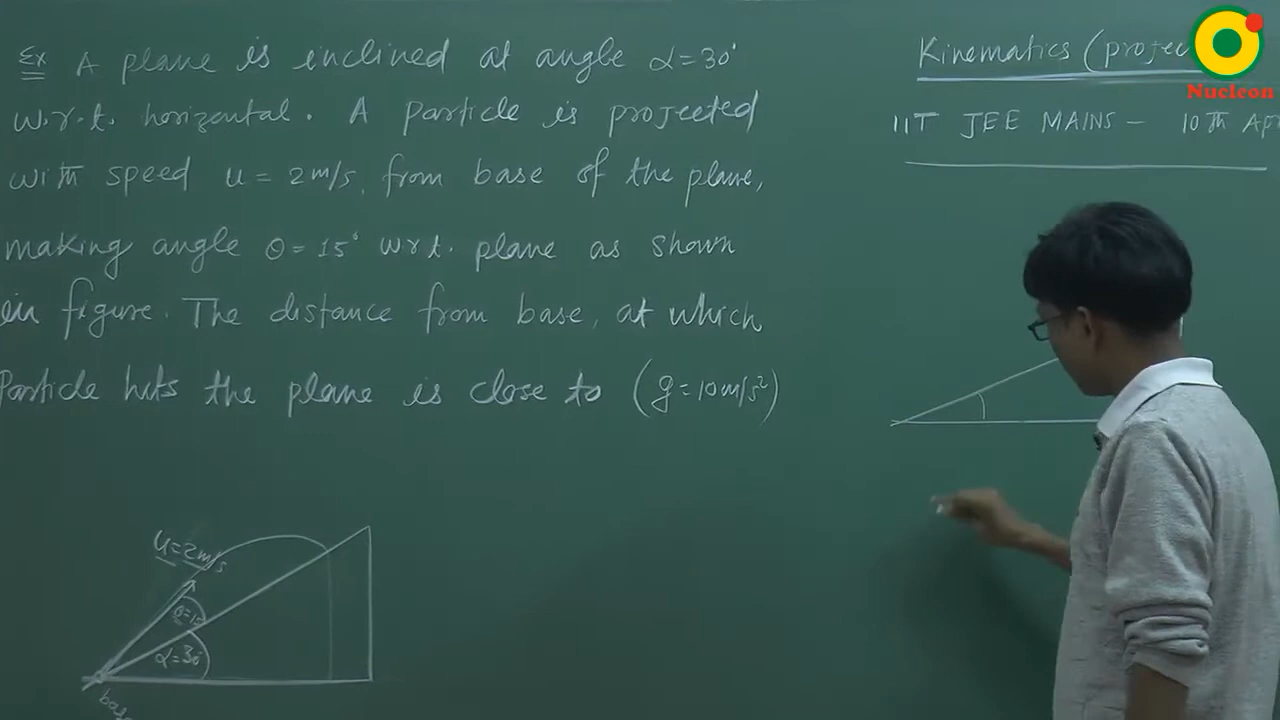 Ex A plane is inclined at angle α=30°
w.r.t. horizontal. A Particle is projected
with speed u = 2m/s, from base of the plane,
making angle θ=15° w r t. plane as shown
in figure. The distance from base, at which
Particle hits the plane is close to (g=10m/s²)
Kinematics (projec
Nucleon
IIT JEE MAINS - 10th Ap
u=2m/s
θ=15
α=30°
base